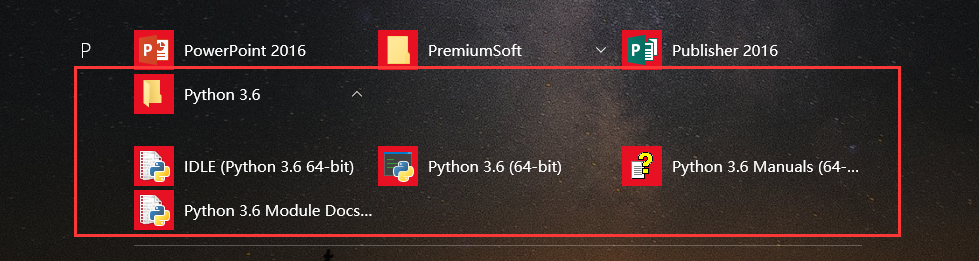 P PowerPoint 2016 PremiumSoft Publisher 2016
Python 3.6
IDLE (Python 3.6 64-bit) Python 3.6 (64-bit) Python 3.6 Manuals (64-...
Python 3.6 Module Docs...